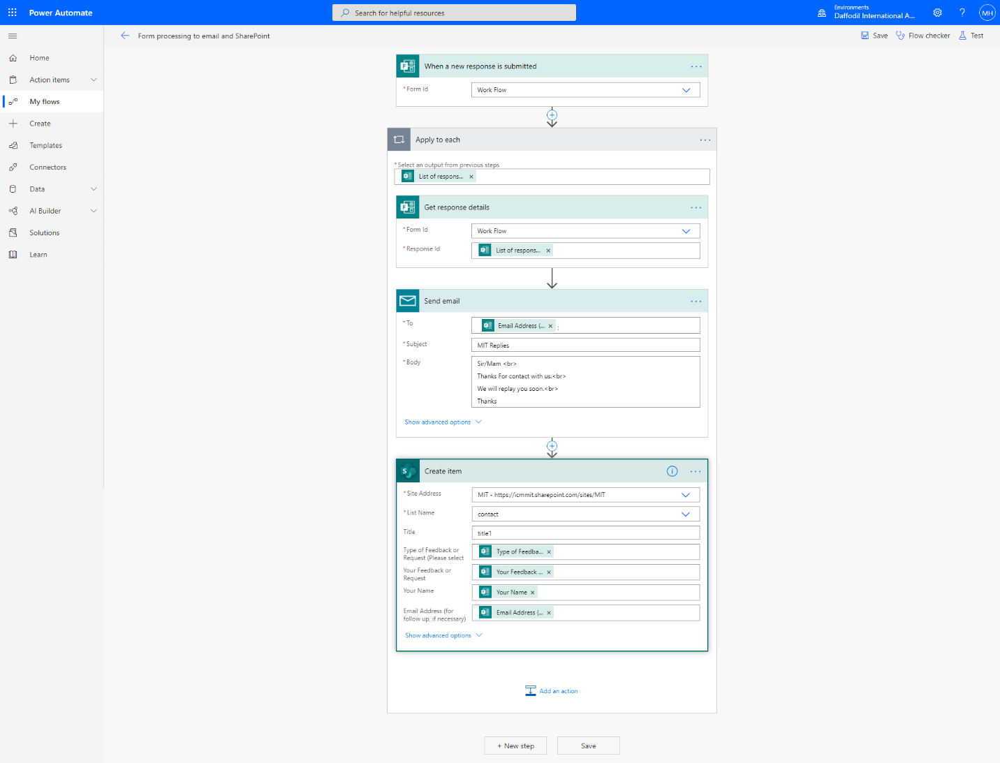 Power Automate
Search for helpful resources
Environments
Daffodil International A...
?
MH
Form processing to email and SharePoint
Save
Flow checker
Test
Home
Action items
My flows
Create
Templates
Connectors
Data
AI Builder
Solutions
Learn
When a new response is submitted
* Form Id
Work Flow
Apply to each
* Select an output from previous steps
List of respons... ×
Get response details
* Form Id
Work Flow
* Response Id
List of respons... ×
Send email
* To
Email Address (... × ;
* Subject
MIT Replies
* Body
Sir/Mam <br>
Thanks For contact with us.<br>
We will replay you soon.<br>
Thanks
Show advanced options
Create item
* Site Address
MIT - https://icmmit.sharepoint.com/sites/MIT
* List Name
contact
Title
title1
Type of Feedback or
Request (Please select
Type of Feedba... ×
Your Feedback or
Request
Your Feedback ... ×
Your Name
Your Name ×
Email Address (for
follow up, if necessary)
Email Address (... ×
Show advanced options
Add an action
+ New step
Save